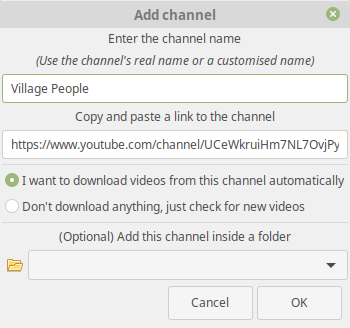 Add channel
Enter the channel name
(Use the channel's real name or a customised name)
Village People
Copy and paste a link to the channel
https://www.youtube.com/channel/UCeWkruiHm7NL7OvjPy
I want to download videos from this channel automatically
Don't download anything, just check for new videos
(Optional) Add this channel inside a folder
Cancel OK